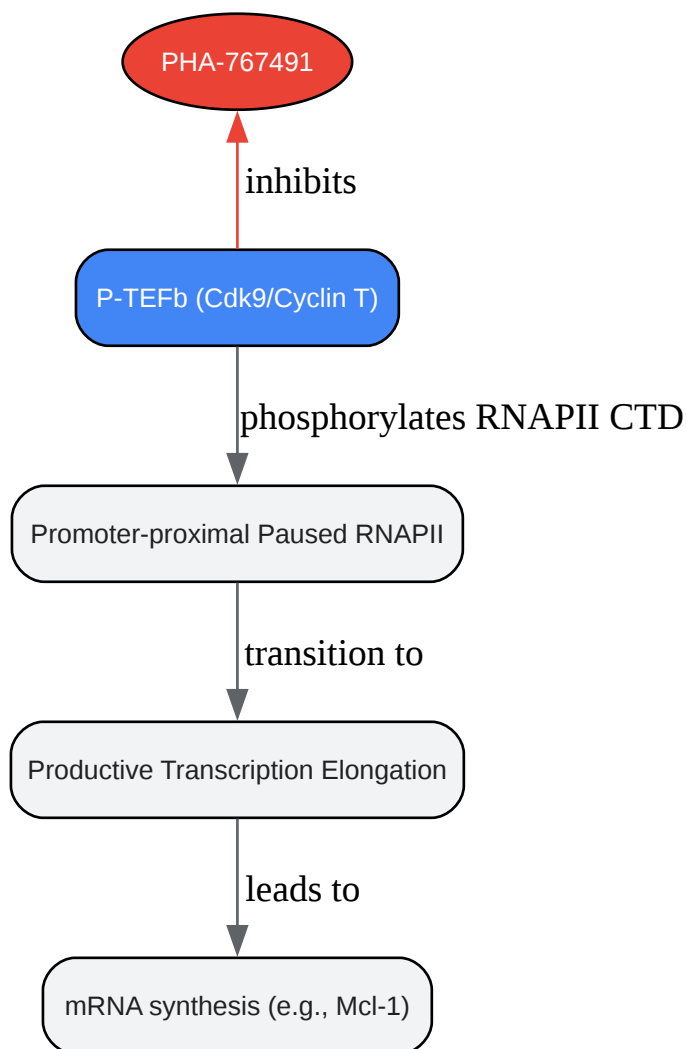 PHA-767491
inhibits
P-TEFb (Cdk9/Cyclin T)
phosphorylates RNAPII CTD
Promoter-proximal Paused RNAPII
transition to
Productive Transcription Elongation
leads to
mRNA synthesis (e.g., Mcl-1)